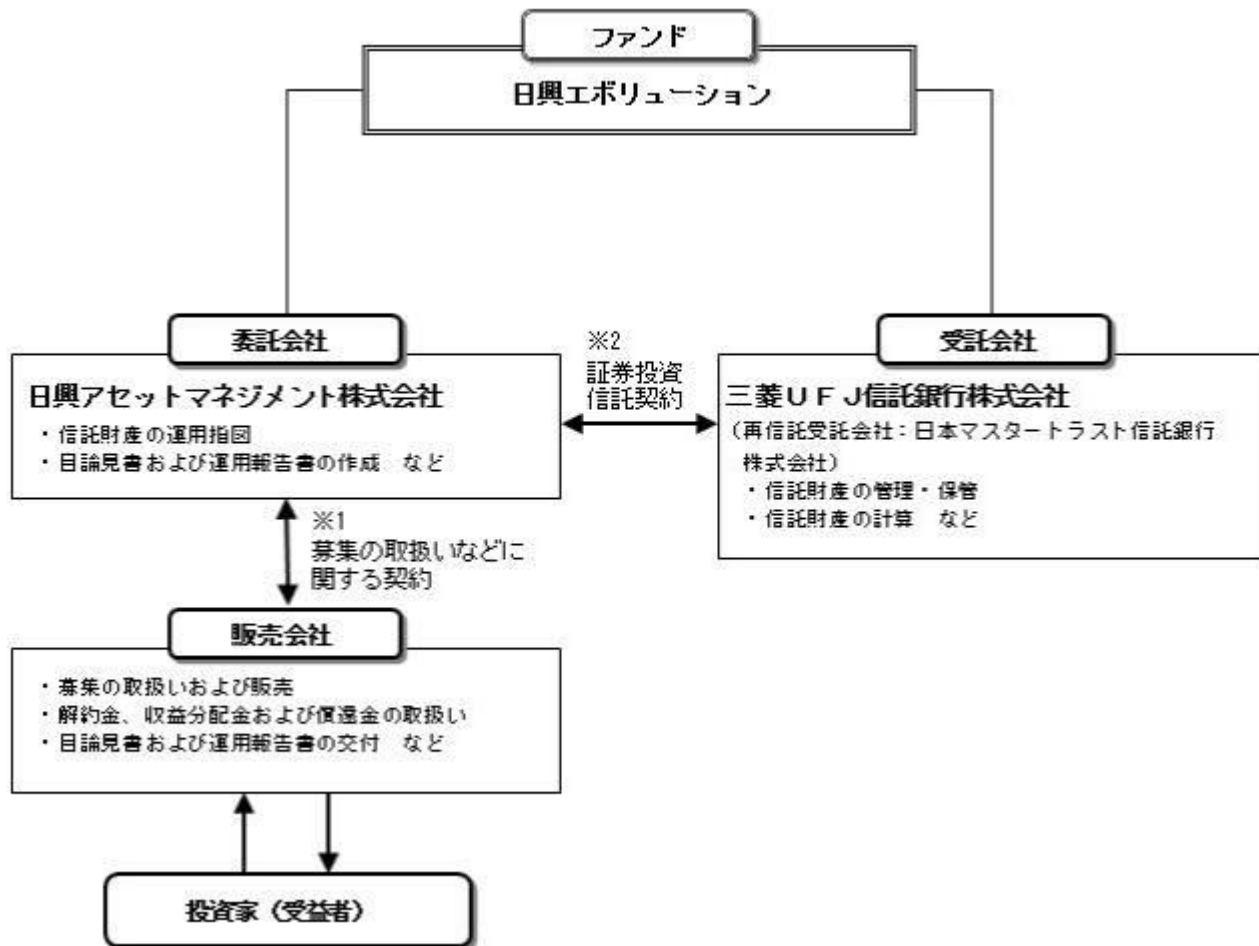 ファンド
日興エボリューション
委託会社
日興アセットマネジメント株式会社
・信託財産の運用指図
・目論見書および運用報告書の作成　など
※2
証券投資
信託契約
受託会社
三菱ＵＦＪ信託銀行株式会社
（再信託受託会社：日本マスタートラスト信託銀行
株式会社）
・信託財産の管理・保管
・信託財産の計算　など
※1
募集の取扱いなどに
関する契約
販売会社
・募集の取扱いおよび販売
・解約金、収益分配金および償還金の取扱い
・目論見書および運用報告書の交付　など
投資家（受益者）